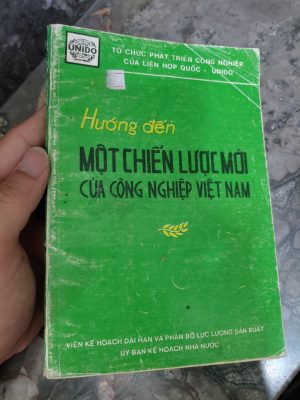 UNIDO
TỔ CHỨC PHÁT TRIỂN CÔNG NGHIỆP
CỦA LIÊN HỢP QUỐC - UNIDO
Hướng đến
MỘT CHIẾN LƯỢC MỚI
CỦA CÔNG NGHIỆP VIỆT NAM
VIỆN KẾ HOẠCH DÀI HẠN VÀ PHÂN BỐ LỰC LƯỢNG SẢN XUẤT
ỦY BAN KẾ HOẠCH NHÀ NƯỚC